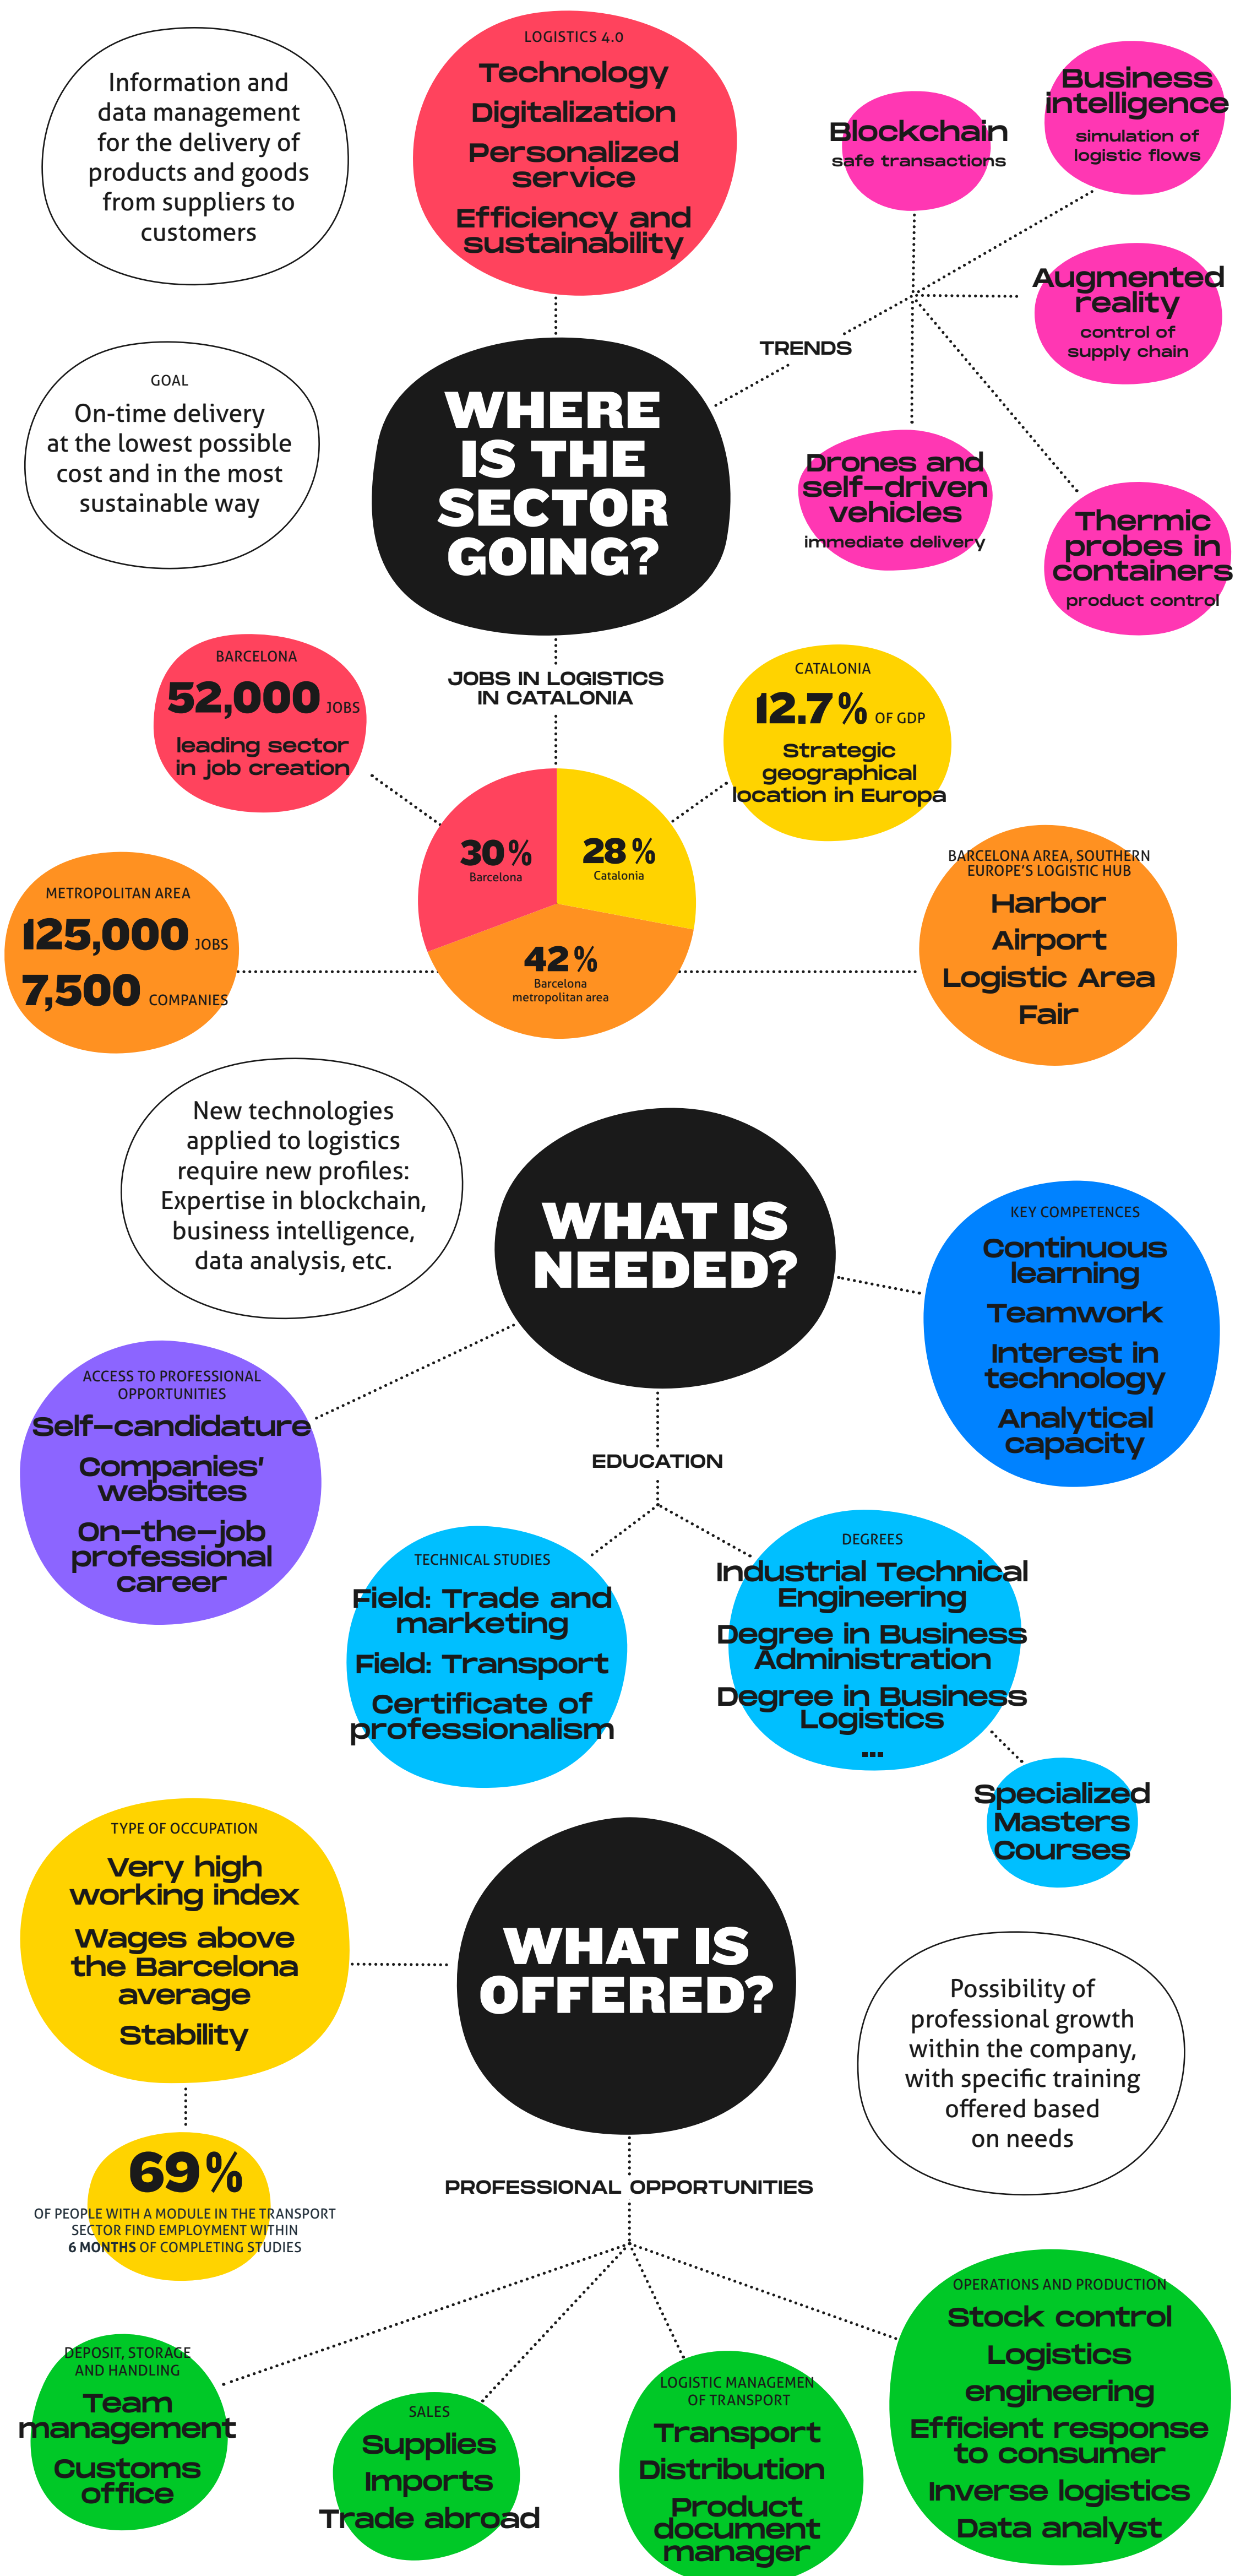 Information and
data management
for the delivery of
products and goods
from suppliers to
customers
LOGISTICS 4.0
Technology
Digitalization
Personalized
service
Efficiency and
sustainability
Blockchain
safe transactions
Business
intelligence
simulation of
logistic flows
Augmented
reality
control of
supply chain
TRENDS
GOAL
On-time delivery
at the lowest possible
cost and in the most
sustainable way
WHERE
IS THE
SECTOR
GOING?
Drones and
self-driven
vehicles
immediate delivery
Thermic
probes in
containers
product control
BARCELONA
52,000 JOBS
leading sector
in job creation
JOBS IN LOGISTICS
IN CATALONIA
CATALONIA
12.7% OF GDP
Strategic
geographical
location in Europa
30%
Barcelona
28%
Catalonia
42%
Barcelona
metropolitan area
METROPOLITAN AREA
125,000 JOBS
7,500 COMPANIES
BARCELONA AREA, SOUTHERN
EUROPE'S LOGISTIC HUB
Harbor
Airport
Logistic Area
Fair
New technologies
applied to logistics
require new profiles:
Expertise in blockchain,
business intelligence,
data analysis, etc.
WHAT IS
NEEDED?
KEY COMPETENCES
Continuous
learning
Teamwork
Interest in
technology
Analytical
capacity
ACCESS TO PROFESSIONAL
OPPORTUNITIES
Self-candidature
Companies'
websites
On-the-job
professional
career
EDUCATION
TECHNICAL STUDIES
Field: Trade and
marketing
Field: Transport
Certificate of
professionalism
DEGREES
Industrial Technical
Engineering
Degree in Business
Administration
Degree in Business
Logistics
...
Specialized
Masters
Courses
TYPE OF OCCUPATION
Very high
working index
Wages above
the Barcelona
average
Stability
WHAT IS
OFFERED?
Possibility of
professional growth
within the company,
with specific training
offered based
on needs
69%
OF PEOPLE WITH A MODULE IN THE TRANSPORT
SECTOR FIND EMPLOYMENT WITHIN
6 MONTHS OF COMPLETING STUDIES
PROFESSIONAL OPPORTUNITIES
DEPOSIT, STORAGE
AND HANDLING
Team
management
Customs
office
SALES
Supplies
Imports
Trade abroad
LOGISTIC MANAGEMEN
OF TRANSPORT
Transport
Distribution
Product
document
manager
OPERATIONS AND PRODUCTION
Stock control
Logistics
engineering
Efficient response
to consumer
Inverse logistics
Data analyst